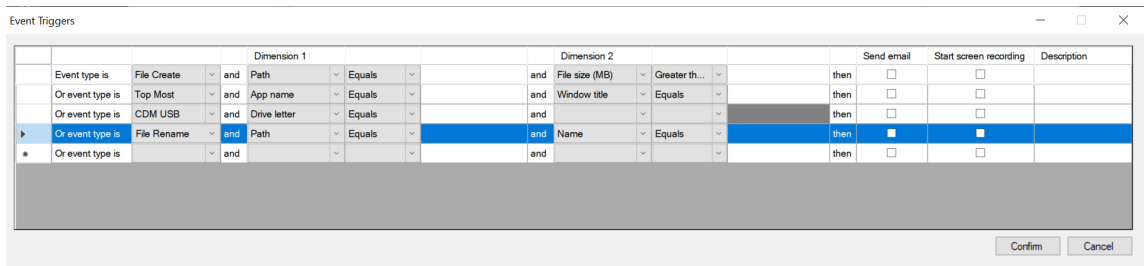 Event Triggers
Dimension 1 Dimension 2 Send email Start screen recording Description
Event type is File Create and Path Equals and File size (MB) Greater th... then
Or event type is Top Most and App name Equals and Window title Equals then
Or event type is CDM USB and Drive letter Equals and then
Or event type is File Rename and Path Equals and Name Equals then
Or event type is and and then
Confirm Cancel